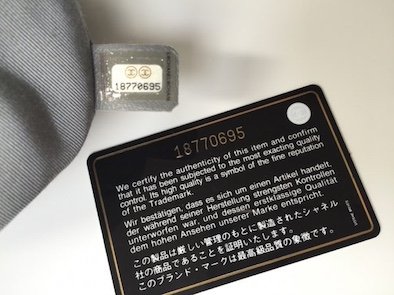 18770695
18770695
We certify the authenticity of this item and confirm
that it has been subjected to the most exacting quality
control. Its high quality is a symbol of the fine reputation
of the Trademark.
Wir bestätigen, dass es sich um einen Artikel handelt,
der während seiner Herstellung strengsten Kontrollen
unterworfen war, und dessen erstklassige Qualität
dem hohen Ansehen unserer Marke entspricht.
この製品は厳しい管理のもとに製造されたシャネル
社の商品であることを証明いたします。
このブランド・マークは最高級品質の象徴です。